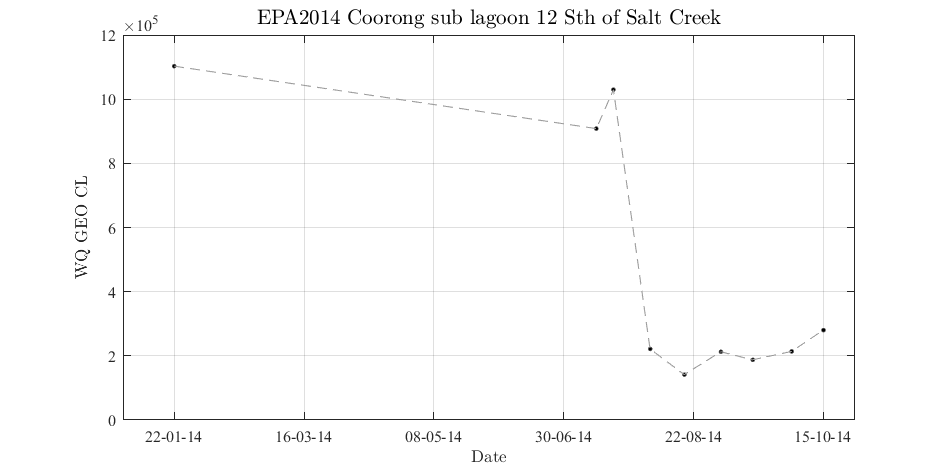 EPA2014 Coorong sub lagoon 12 Sth of Salt Creek
×10⁵
12
10
8
6
4
2
0
WQ GEO CL
22-01-14 16-03-14 08-05-14 30-06-14 22-08-14 15-10-14
Date